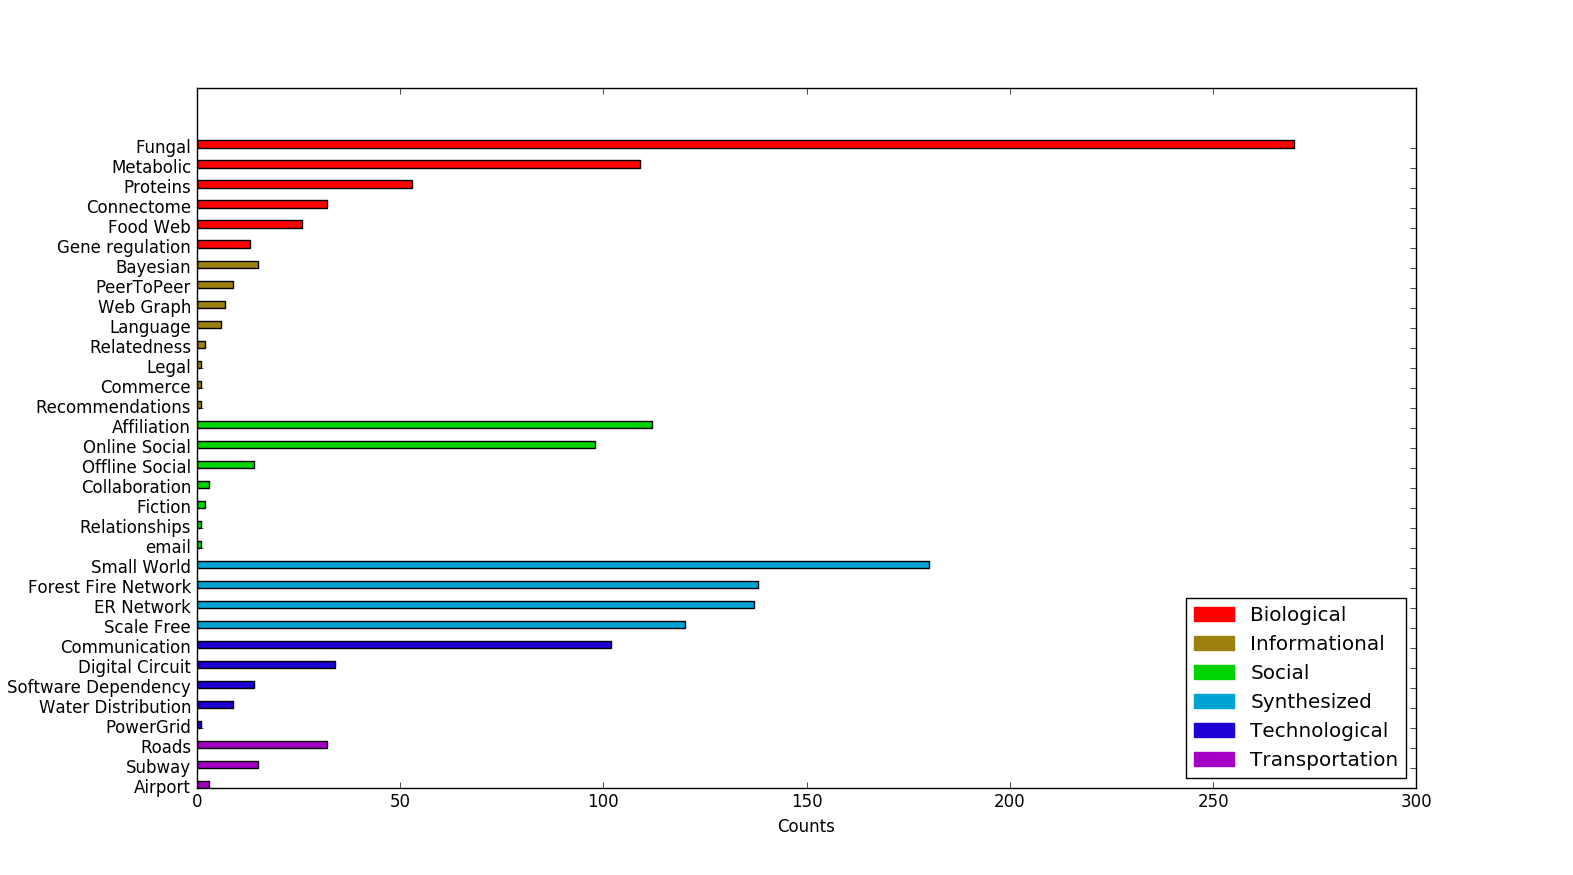 Fungal
Metabolic
Proteins
Connectome
Food Web
Gene regulation
Bayesian
PeerToPeer
Web Graph
Language
Relatedness
Legal
Commerce
Recommendations
Affiliation
Online Social
Offline Social
Collaboration
Fiction
Relationships
email
Small World
Forest Fire Network
ER Network
Scale Free
Communication
Digital Circuit
Software Dependency
Water Distribution
PowerGrid
Roads
Subway
Airport
0 50 100 150 200 250 300
Counts
Biological
Informational
Social
Synthesized
Technological
Transportation